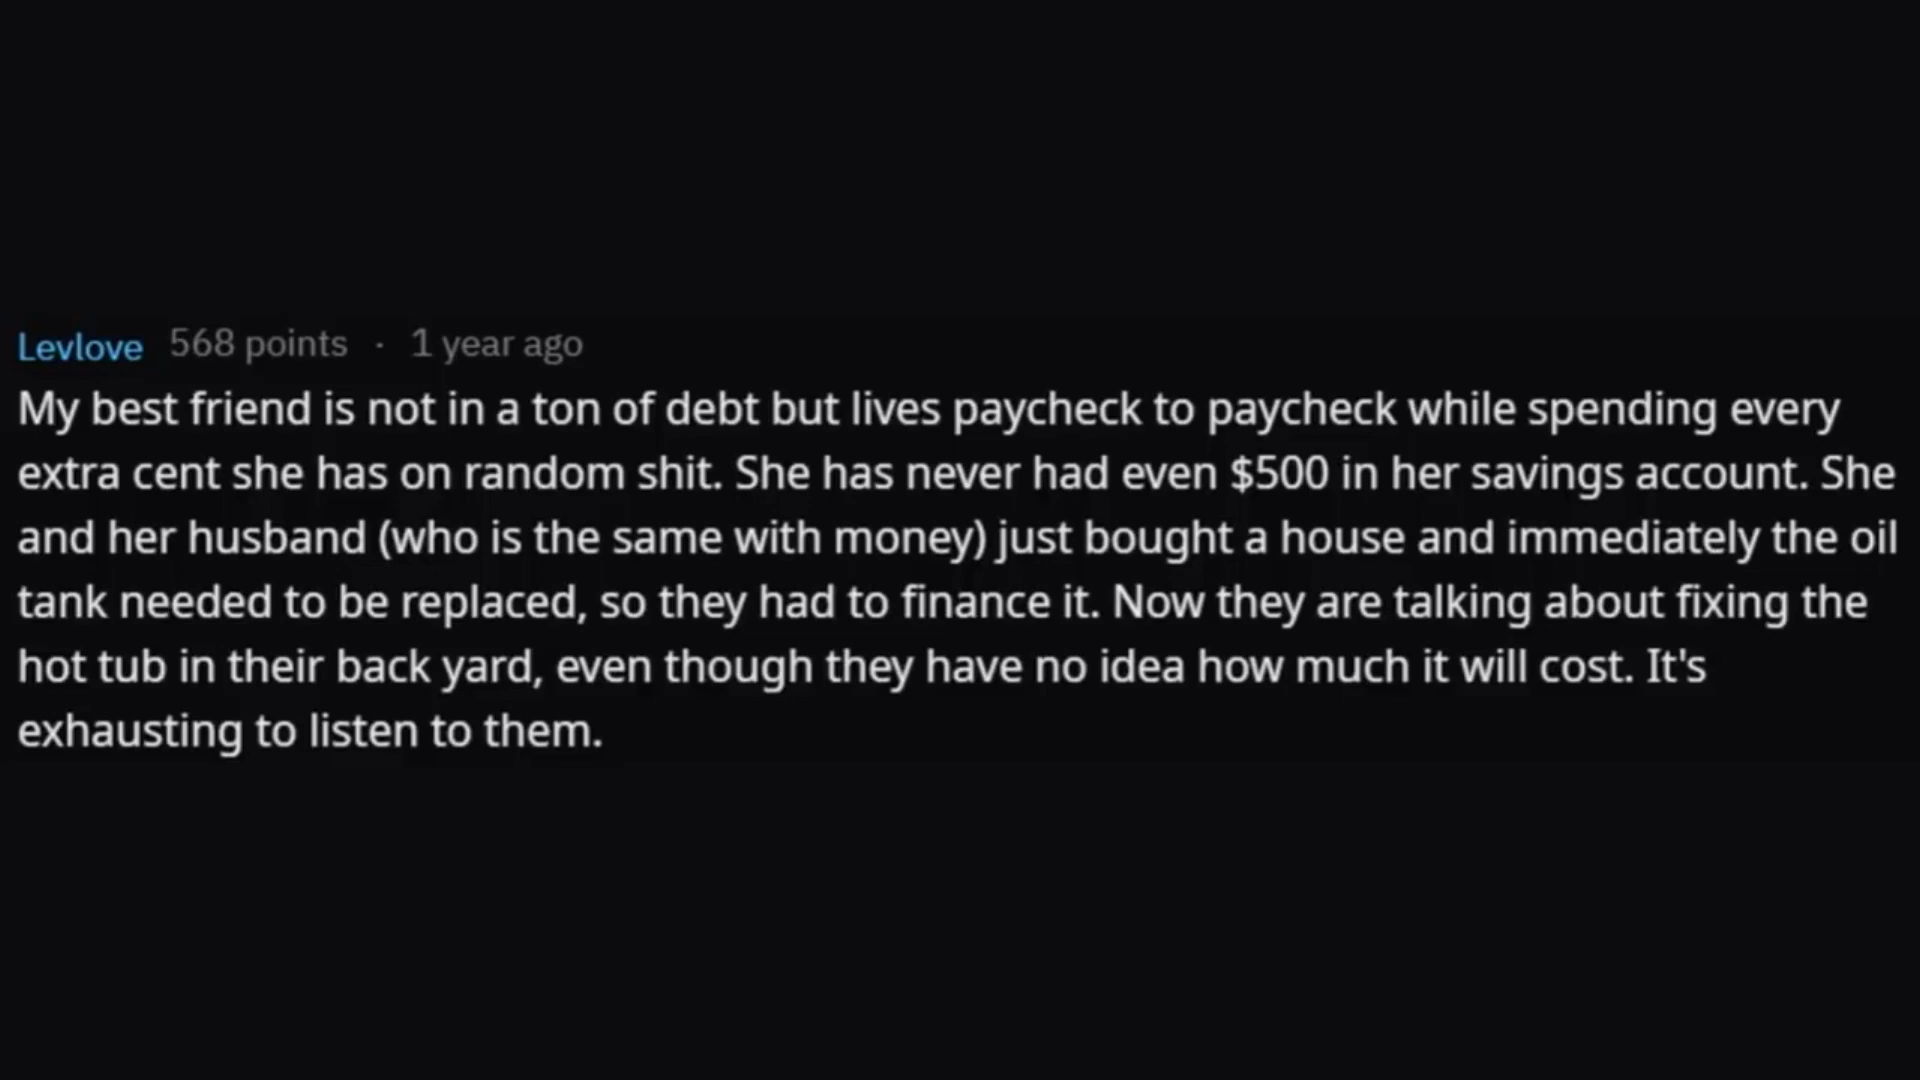 Levlove 568 points · 1 year ago
My best friend is not in a ton of debt but lives paycheck to paycheck while spending every
extra cent she has on random shit. She has never had even $500 in her savings account. She
and her husband (who is the same with money) just bought a house and immediately the oil
tank needed to be replaced, so they had to finance it. Now they are talking about fixing the
hot tub in their back yard, even though they have no idea how much it will cost. It's
exhausting to listen to them.